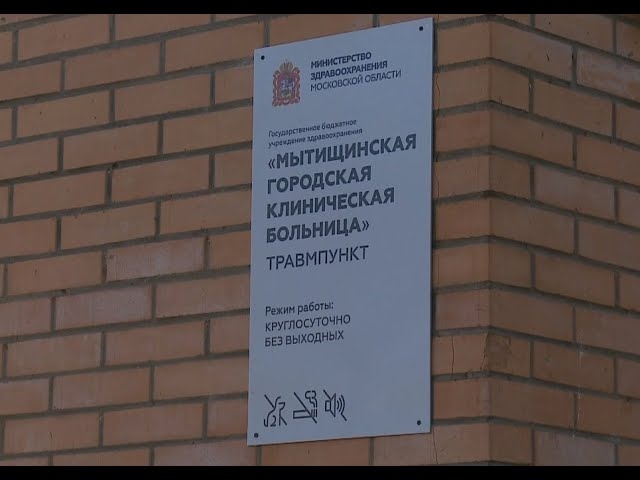 МИНИСТЕРСТВО
ЗДРАВООХРАНЕНИЯ
МОСКОВСКОЙ ОБЛАСТИ
Государственное бюджетное
учреждение здравоохранения
«МЫТИЩИНСКАЯ
ГОРОДСКАЯ
КЛИНИЧЕСКАЯ
БОЛЬНИЦА»
ТРАВМПУНКТ
Режим работы:
КРУГЛОСУТОЧНО
БЕЗ ВЫХОДНЫХ